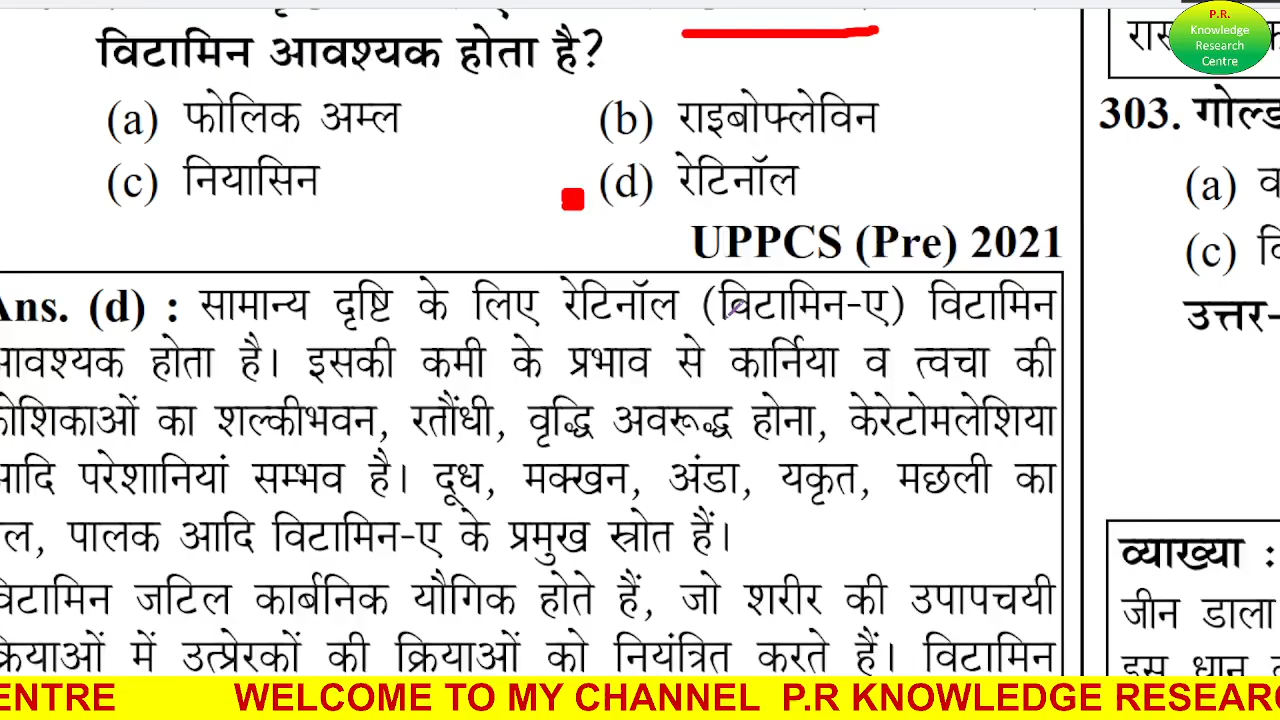 विटामिन आवश्यक होता है?
(a) फोलिक अम्ल (b) राइबोफ्लेविन
(c) नियासिन (d) रेटिनॉल
UPPCS (Pre) 2021
Ans. (d) : सामान्य दृष्टि के लिए रेटिनॉल (विटामिन-ए) विटामिन
आवश्यक होता है। इसकी कमी के प्रभाव से कार्निया व त्वचा की
कोशिकाओं का शल्कीभवन, रतौंधी, वृद्धि अवरूद्ध होना, केरेटोमलेशिया
आदि परेशानियां सम्भव है। दूध, मक्खन, अंडा, यकृत, मछली का
पालक आदि विटामिन-ए के प्रमुख स्रोत हैं।
विटामिन जटिल कार्बनिक यौगिक होते हैं, जो शरीर की उपापचयी
क्रियाओं में उत्प्रेरकों की क्रियाओं को नियंत्रित करते हैं। विटामिन
P.R.
Knowledge
Research
Centre
303. गोल्ड
(a)
(c)
उत्तर-
व्याख्या :
जीन डाला
इस धान
ENTRE WELCOME TO MY CHANNEL P.R KNOWLEDGE RESEARC